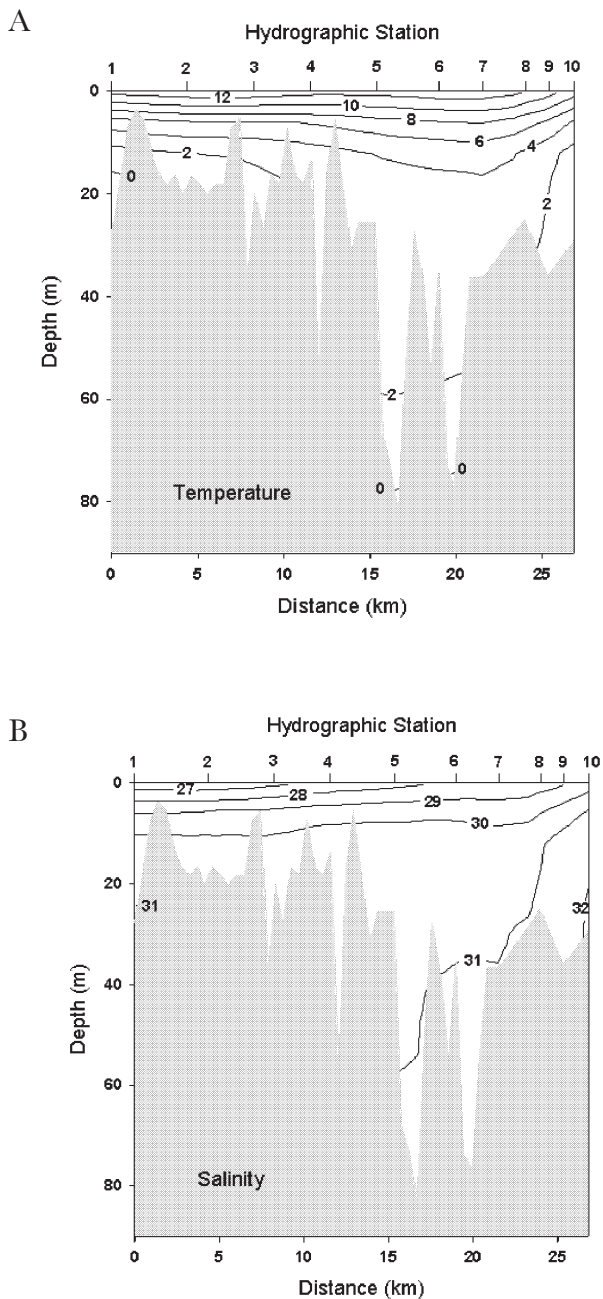 A
Hydrographic Station
1 2 3 4 5 6 7 8 9 10
0
12
10
8
6
4
2
0
20
2
40
Depth (m)
60
2
0
0
Temperature
80
0 5 10 15 20 25
Distance (km)
B
Hydrographic Station
1 2 3 4 5 6 7 8 9 10
0
27
28
29
30
20
31
32
31
40
Depth (m)
60
80
Salinity
0 5 10 15 20 25
Distance (km)